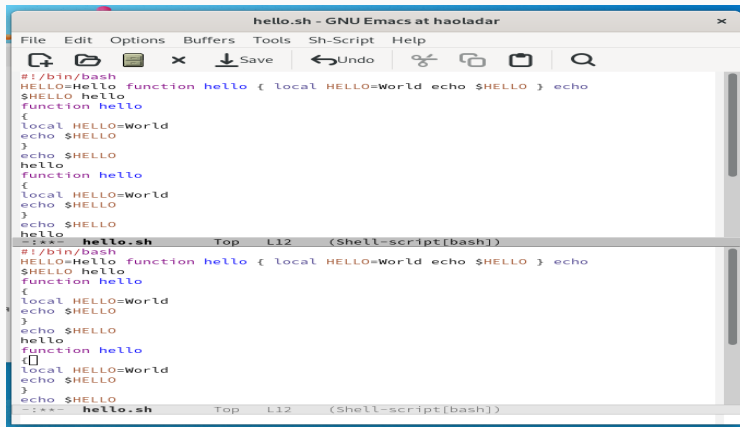 hello.sh - GNU Emacs at haoladar
File Edit Options Buffers Tools Sh-Script Help
Save Undo
#!/bin/bash
HELLO=Hello function hello { local HELLO=World echo $HELLO } echo
$HELLO hello
function hello
{
local HELLO=World
echo $HELLO
}
echo $HELLO
hello
function hello
{
local HELLO=World
echo $HELLO
}
echo $HELLO
hello
-:**- hello.sh Top L12 (Shell-script[bash])
#!/bin/bash
HELLO=Hello function hello { local HELLO=World echo $HELLO } echo
$HELLO hello
function hello
{
local HELLO=World
echo $HELLO
}
echo $HELLO
hello
function hello
{
local HELLO=World
echo $HELLO
}
echo $HELLO
-:**- hello.sh Top L12 (Shell-script[bash])